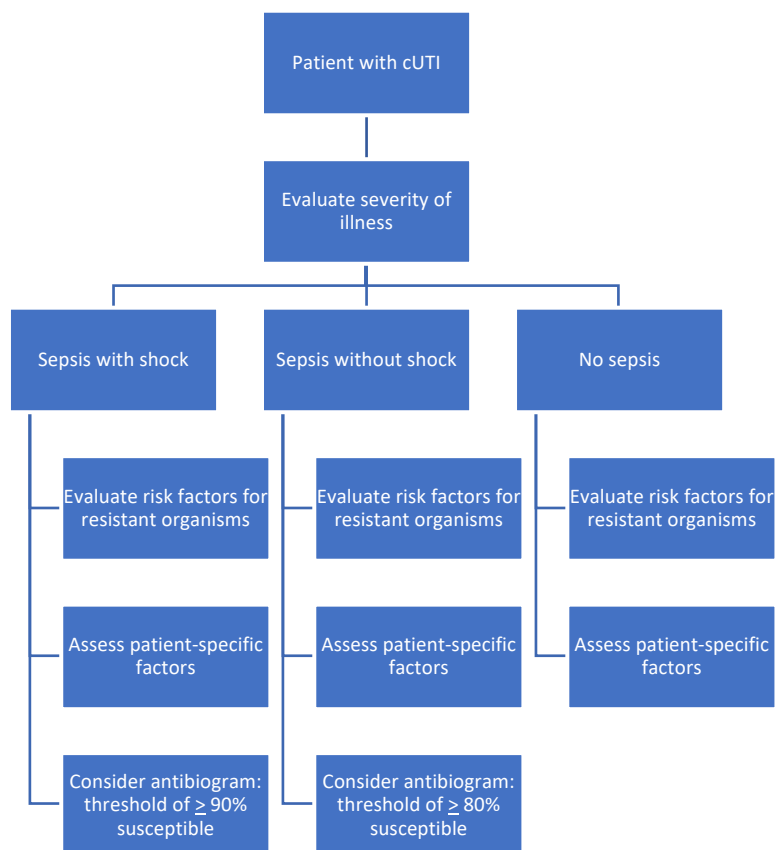 Patient with cUTI
Evaluate severity of
illness
Sepsis with shock
Sepsis without shock
No sepsis
Evaluate risk factors for
resistant organisms
Evaluate risk factors for
resistant organisms
Evaluate risk factors for
resistant organisms
Assess patient-specific
factors
Assess patient-specific
factors
Assess patient-specific
factors
Consider antibiogram:
threshold of ≥ 90%
susceptible
Consider antibiogram:
threshold of ≥ 80%
susceptible